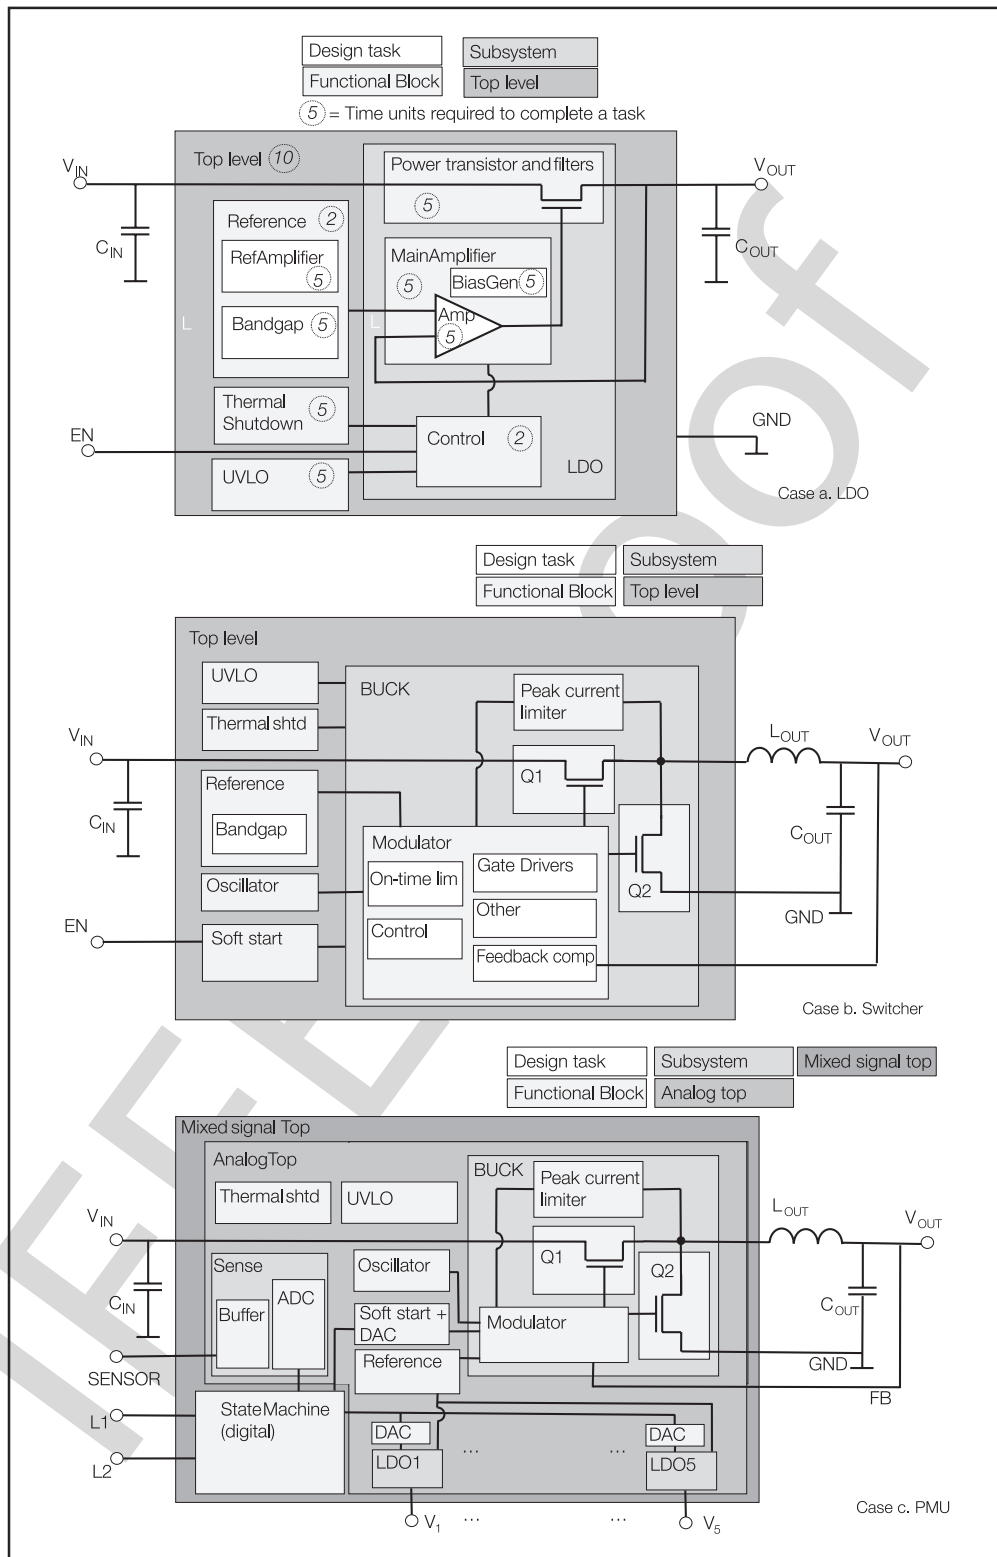 Design task
Subsystem
Functional Block
Top level
5 = Time units required to complete a task
Top level 10
Power transistor and filters
5
VIN
VOUT
CIN
COUT
Reference 2
RefAmplifier
5
Bandgap 5
MainAmplifier
5
BiasGen 5
Amp
5
L
L
Thermal
Shutdown
5
EN
Control 2
UVLO 5
LDO
GND
Case a. LDO
Design task
Subsystem
Functional Block
Top level
Top level
UVLO
BUCK
Peak current
limiter
Thermal shtd
VIN
LOUT
VOUT
Q1
Reference
CIN
Bandgap
COUT
Modulator
On-time lim
Gate Drivers
Q2
Oscillator
Other
GND
EN
Soft start
Control
Feedback comp
Case b. Switcher
Design task
Subsystem
Mixed signal top
Functional Block
Analog top
Mixed signal Top
AnalogTop
BUCK
Peak current
limiter
Thermal shtd
UVLO
VIN
LOUT
VOUT
Q1
Q2
Sense
Oscillator
CIN
ADC
Buffer
COUT
Soft start +
DAC
Modulator
Reference
GND
SENSOR
FB
StateMachine
(digital)
L1
L2
DAC
...
...
DAC
LDO1
LDO5
V1
...
...
V5
Case c. PMU
IEEE Proof